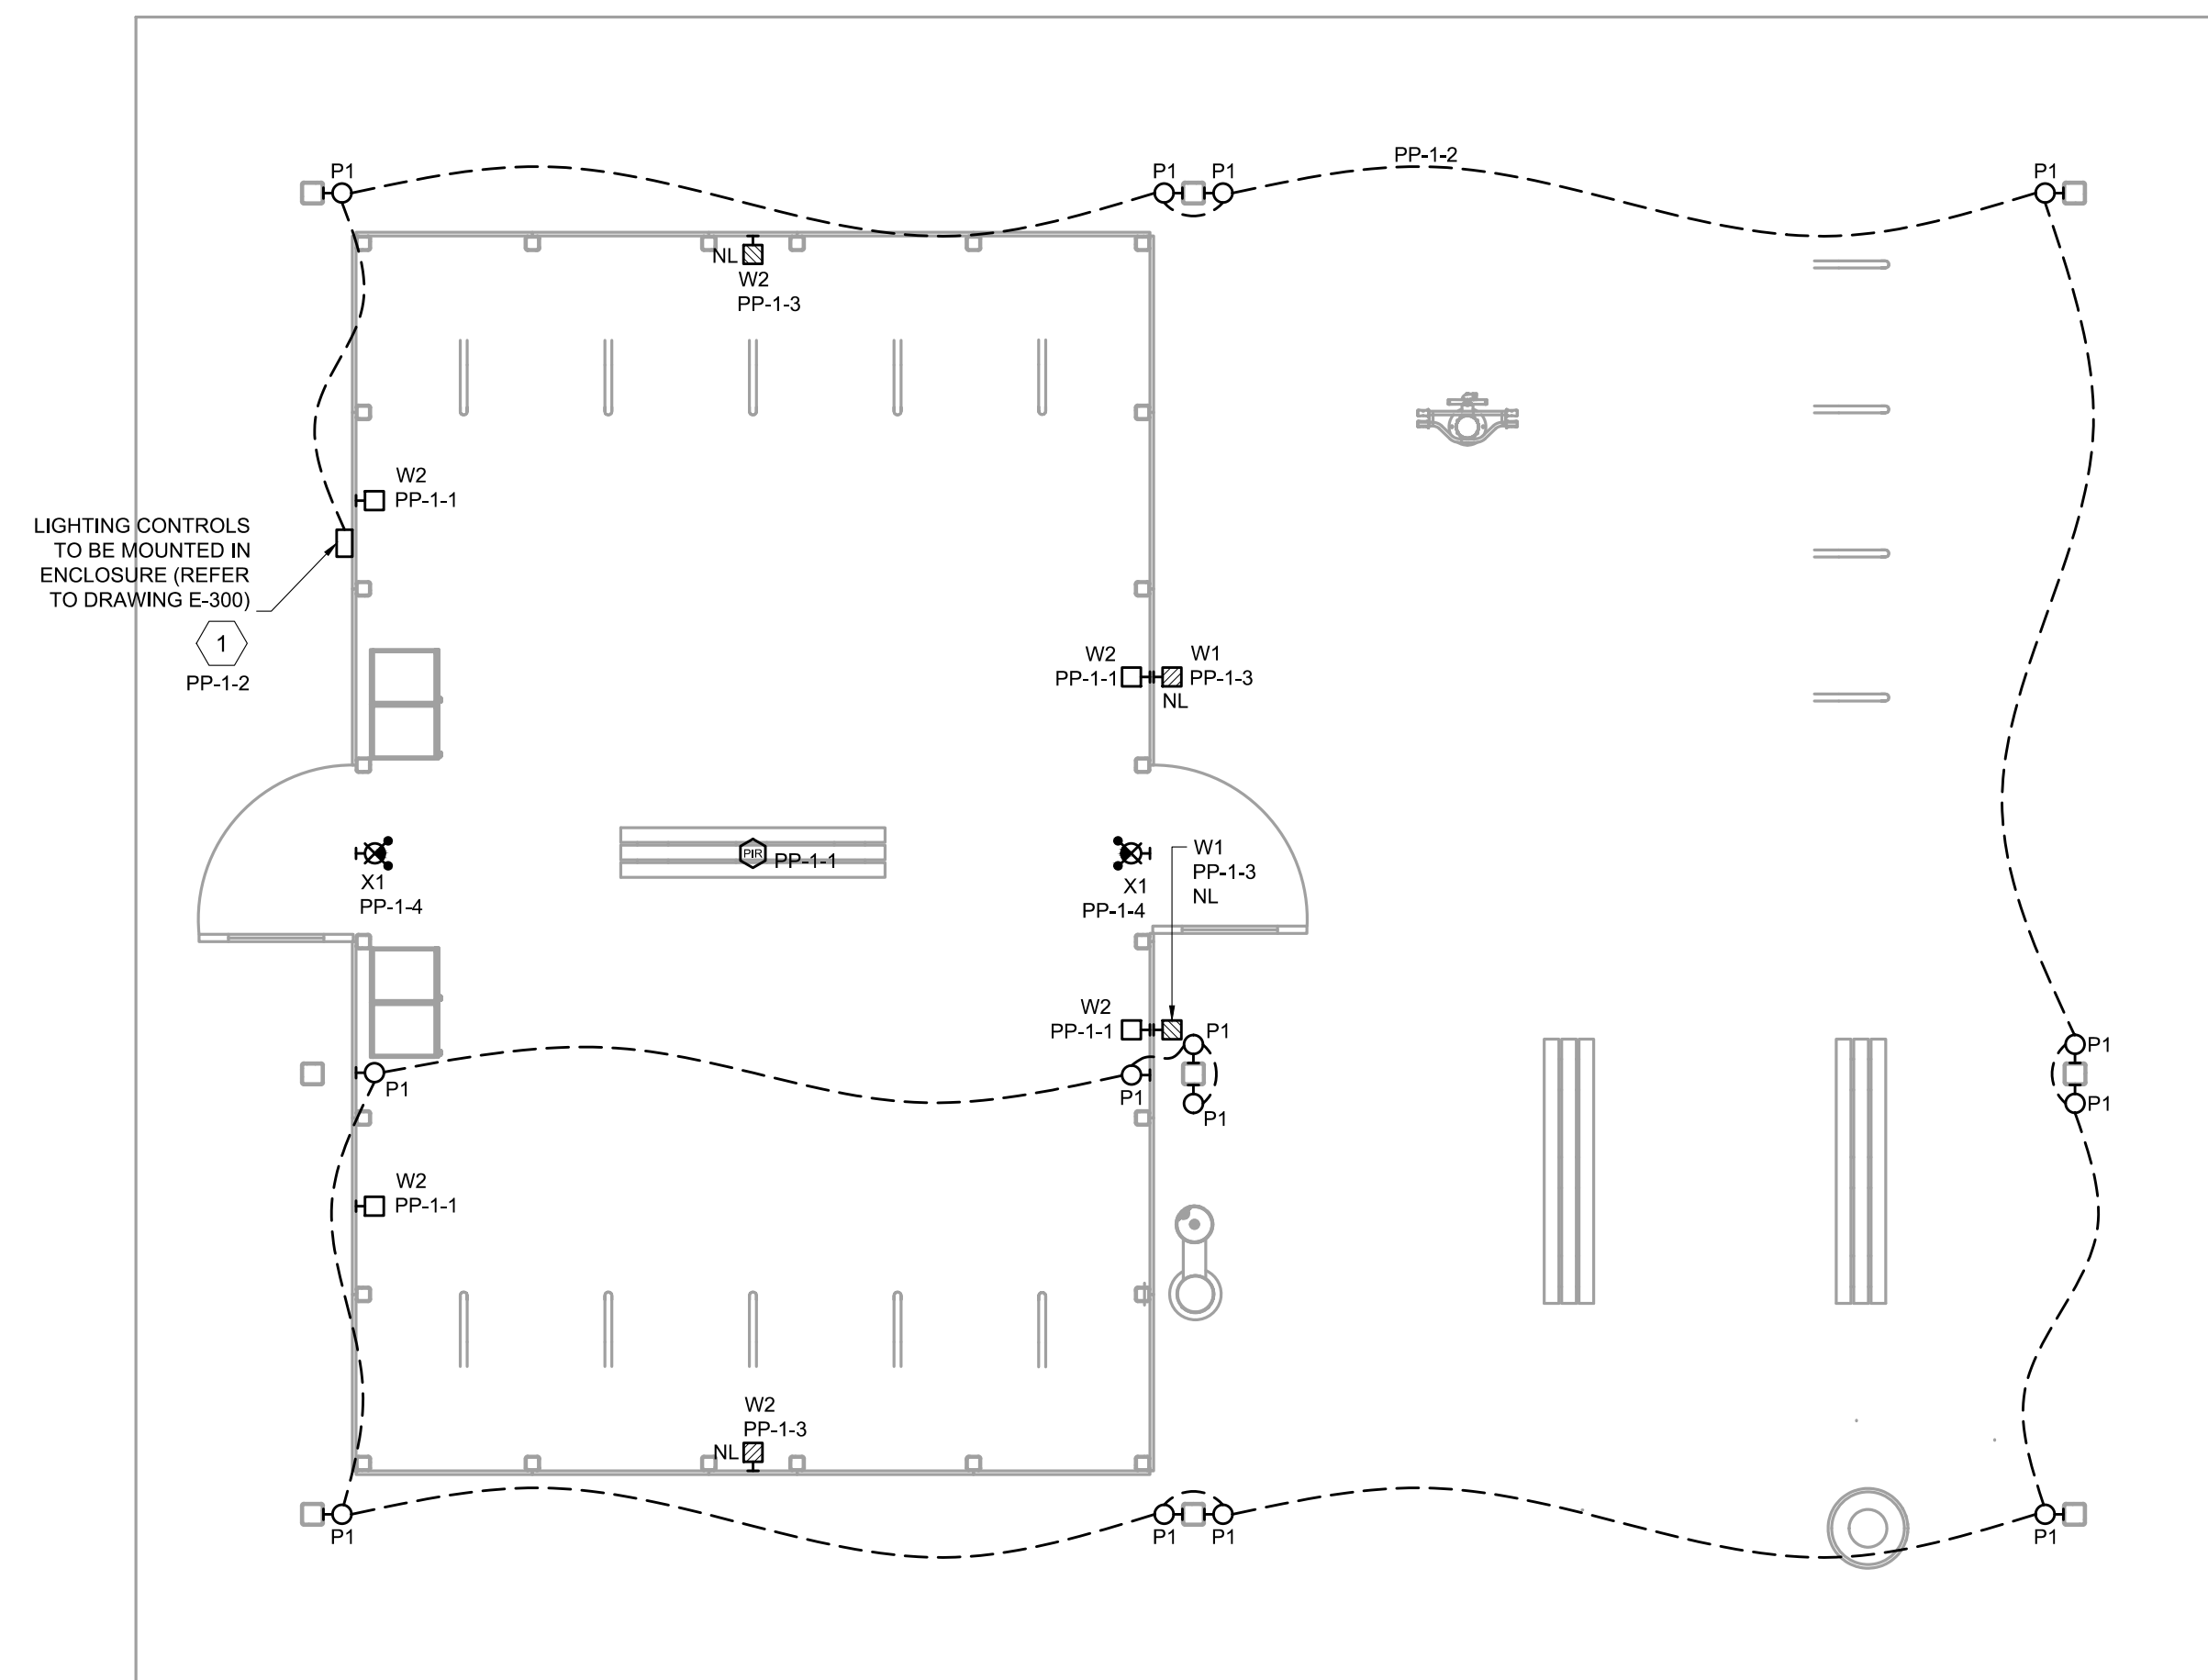 P1
P1
P1
PP-1-2
P1
NL
W2
PP-1-3
W2
PP-1-1
LIGHTING CONTROLS
TO BE MOUNTED IN
ENCLOSURE (REFER
TO DRAWING E-300)
1
PP-1-2
W2
PP-1-1
W1
PP-1-3
NL
PIR
PP-1-1
X1
PP-1-4
X1
PP-1-4
W1
PP-1-3
NL
W2
PP-1-1
P1
P1
P1
P1
P1
P1
W2
PP-1-1
W2
PP-1-3
NL
P1
P1
P1
P1